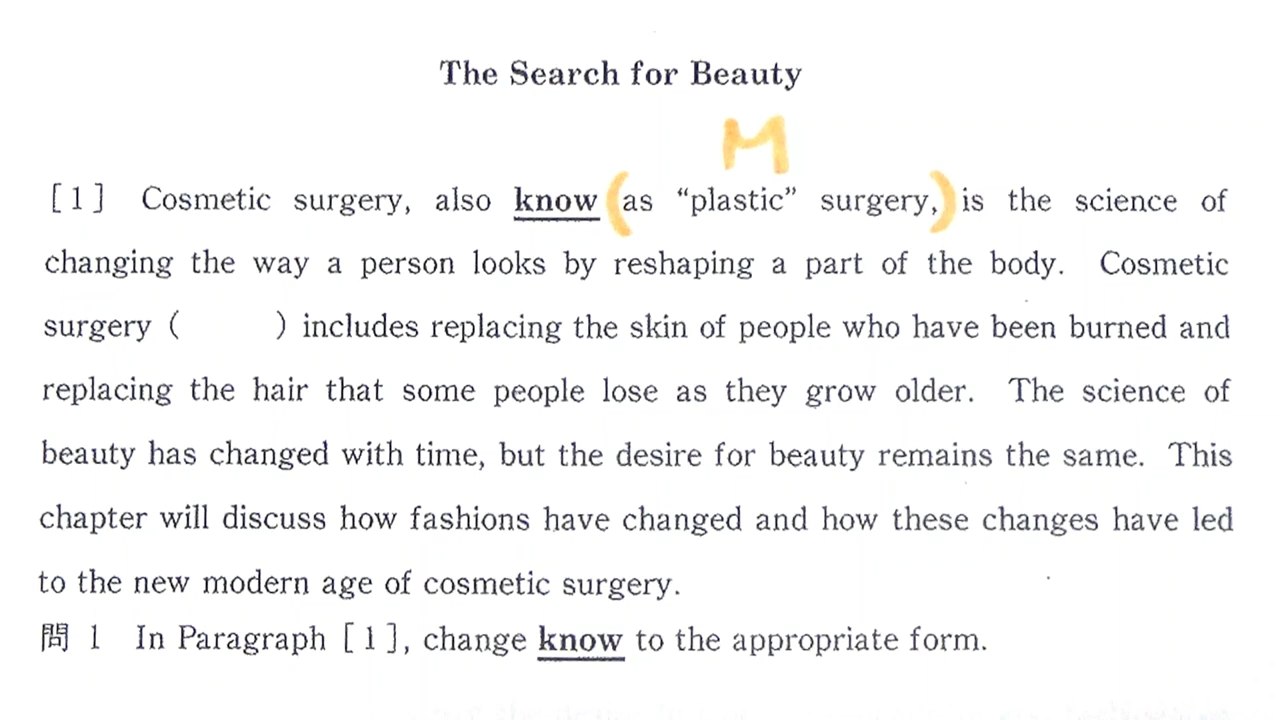 The Search for Beauty
M
[1] Cosmetic surgery, also know (as “plastic” surgery,) is the science of
changing the way a person looks by reshaping a part of the body. Cosmetic
surgery ( ) includes replacing the skin of people who have been burned and
replacing the hair that some people lose as they grow older. The science of
beauty has changed with time, but the desire for beauty remains the same. This
chapter will discuss how fashions have changed and how these changes have led
to the new modern age of cosmetic surgery.
問 1 In Paragraph [1], change know to the appropriate form.